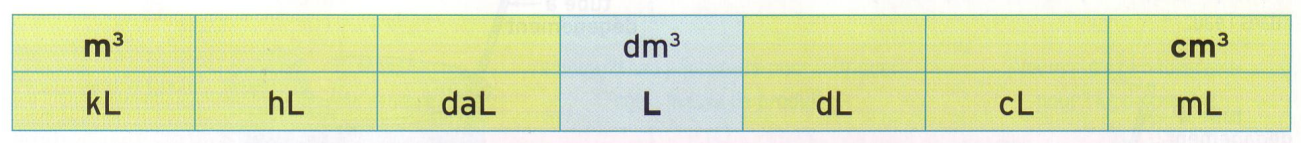 m³ dm³ cm³
kL hL daL L dL cL mL